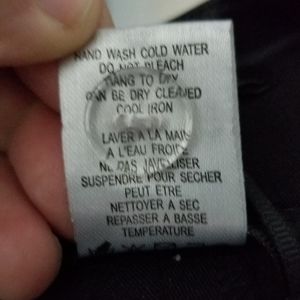 HAND WASH COLD WATER
DO NOT BLEACH
HANG TO DRY
CAN BE DRY CLEANED
COOL IRON
LAVER A LA MAIN
A L'EAU FROIDE
NE PAS JAVELISER
SUSPENDRE POUR SECHER
PEUT ETRE
NETTOYER A SEC
REPASSER A BASSE
TEMPERATURE